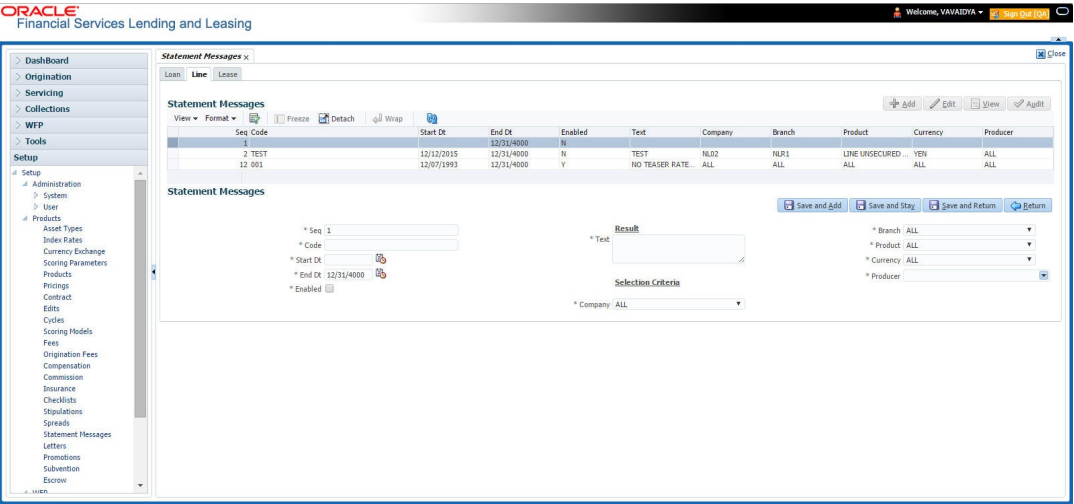 ORACLE
Financial Services Lending and Leasing
Welcome, VAVAIDYA
Sign Out [QA]
DashBoard
Origination
Servicing
Collections
WFP
Tools
Setup
Setup
Administration
System
User
Products
Asset Types
Index Rates
Currency Exchange
Scoring Parameters
Products
Pricings
Contract
Edits
Cycles
Scoring Models
Fees
Origination Fees
Compensation
Commission
Insurance
Checklists
Stipulations
Spreads
Statement Messages
Letters
Promotions
Subvention
Escrow
WFP
Statement Messages x
Close
Loan Line Lease
Statement Messages
Add Edit View Audit
View Format Freeze Detach Wrap
Seq Code Start Dt End Dt Enabled Text Company Branch Product Currency Producer
1 12/31/4000 N
2 TEST 12/12/2015 12/31/4000 N TEST NL02 NLR1 LINE UNSECURED ... YEN ALL
12 001 12/07/1993 12/31/4000 Y NO TEASER RATE... ALL ALL ALL ALL ALL
Statement Messages
Save and Add Save and Stay Save and Return Return
* Seq 1
* Code
* Start Dt
* End Dt 12/31/4000
* Enabled
Result
* Text
Selection Criteria
* Company ALL
* Branch ALL
* Product ALL
* Currency ALL
* Producer